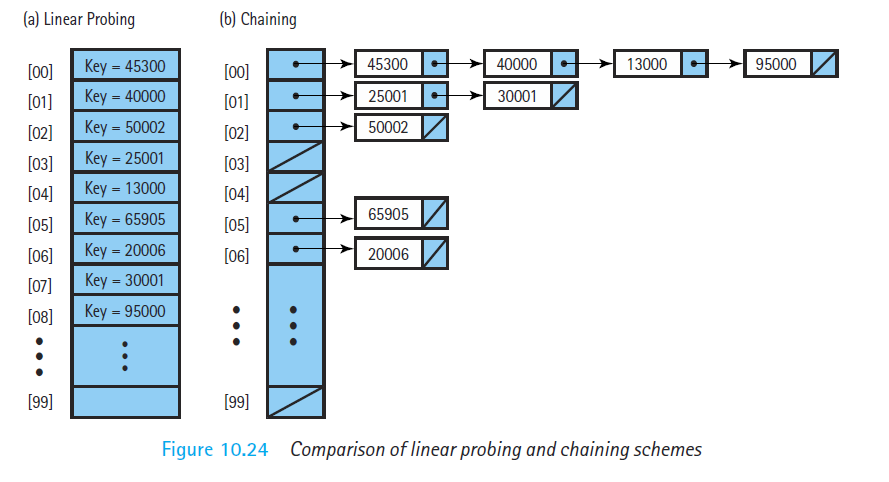 (a) Linear Probing
[00] Key = 45300
[01] Key = 40000
[02] Key = 50002
[03] Key = 25001
[04] Key = 13000
[05] Key = 65905
[06] Key = 20006
[07] Key = 30001
[08] Key = 95000
[99]
(b) Chaining
[00] 45300 40000 13000 95000
[01] 25001 30001
[02] 50002
[03]
[04]
[05] 65905
[06] 20006
[99]
Figure 10.24 Comparison of linear probing and chaining schemes